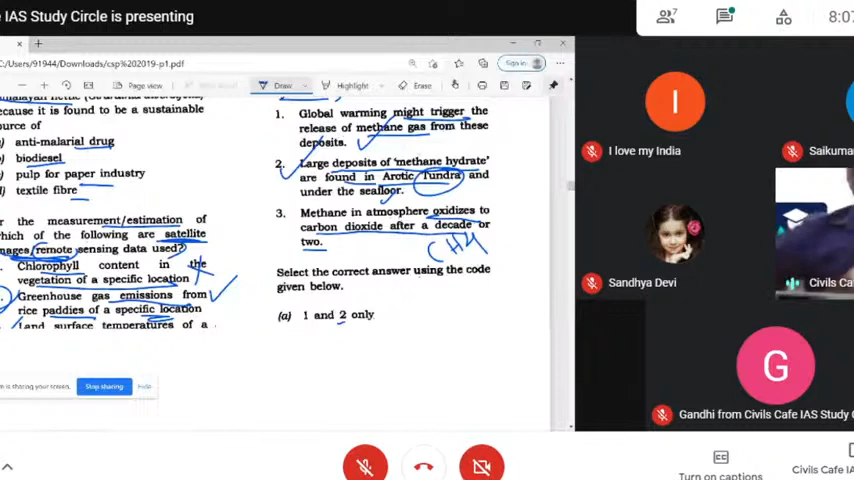 IAS Study Circle is presenting
7
8:07
C:/Users/91944/Downloads/csp%202019-p1.pdf
Sign in
Page view
Draw
Highlight
Erase
because it is found to be a sustainable
source of
anti-malarial drug
biodiesel
pulp for paper industry
textile fibre
For the measurement/estimation of
which of the following are satellite
images/remote sensing data used?
Chlorophyll content in the
vegetation of a specific location
Greenhouse gas emissions from
rice paddies of a specific location
Land surface temperatures of a
1. Global warming might trigger the
release of methane gas from these
deposits.
2. Large deposits of 'methane hydrate'
are found in Arctic Tundra and
under the seafloor.
3. Methane in atmosphere oxidizes to
carbon dioxide after a decade or
two.
CH4
Select the correct answer using the code
given below.
(a) 1 and 2 only
is sharing your screen.
Stop sharing
Hide
I
I love my India
Saikuma
Sandhya Devi
Civils Cafe
G
Gandhi from Civils Cafe IAS Study C
Turn on captions
Civils Cafe IA